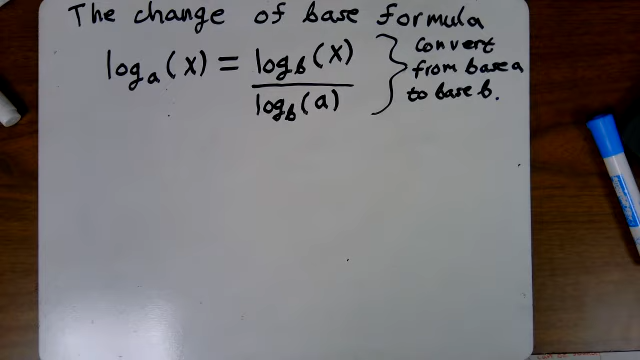 The change of base formula
logₐ(x) = log_b(x) / log_b(a)
convert
from base a
to base b.